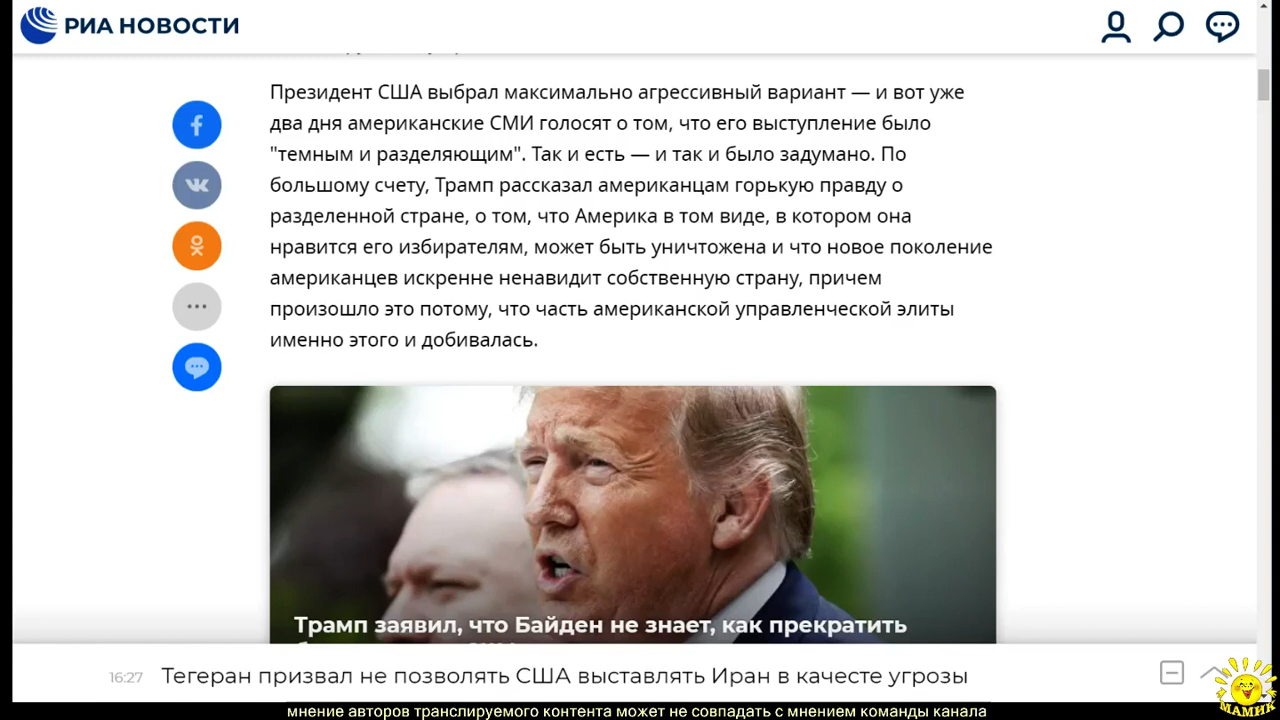 РИА НОВОСТИ
Президент США выбрал максимально агрессивный вариант — и вот уже
два дня американские СМИ голосят о том, что его выступление было
"темным и разделяющим". Так и есть — и так и было задумано. По
большому счету, Трамп рассказал американцам горькую правду о
разделенной стране, о том, что Америка в том виде, в котором она
нравится его избирателям, может быть уничтожена и что новое поколение
американцев искренне ненавидит собственную страну, причем
произошло это потому, что часть американской управленческой элиты
именно этого и добивалась.
Трамп заявил, что Байден не знает, как прекратить
16:27 Тегеран призвал не позволять США выставлять Иран в качесте угрозы
МАМИК
мнение авторов транслируемого контента может не совпадать с мнением команды канала